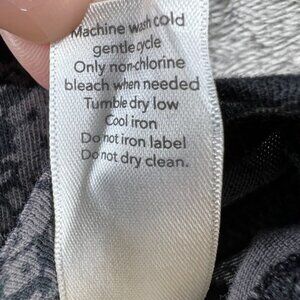 Machine wash cold
gentle cycle
Only non-chlorine
bleach when needed
Tumble dry low
Cool iron
Do not iron label
Do not dry clean.